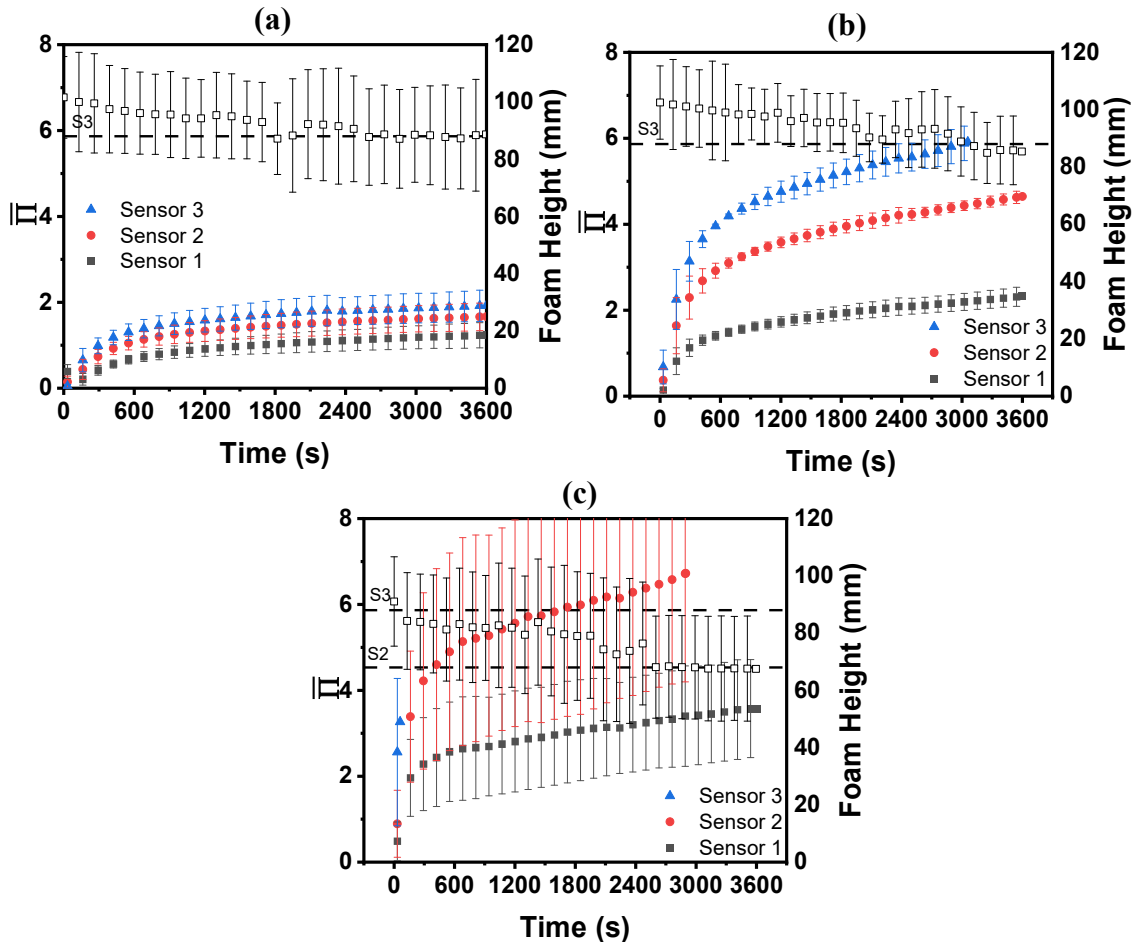 (a)
8
6
4
2
0
Π̅
120
100
80
60
40
20
0
Foam Height (mm)
S3
Sensor 3
Sensor 2
Sensor 1
0 600 1200 1800 2400 3000 3600
Time (s)
(b)
8
6
4
2
0
Π̅
120
100
80
60
40
20
0
Foam Height (mm)
S3
Sensor 3
Sensor 2
Sensor 1
0 600 1200 1800 2400 3000 3600
Time (s)
(c)
8
6
4
2
0
Π̅
120
100
80
60
40
20
0
Foam Height (mm)
S3
S2
Sensor 3
Sensor 2
Sensor 1
0 600 1200 1800 2400 3000 3600
Time (s)